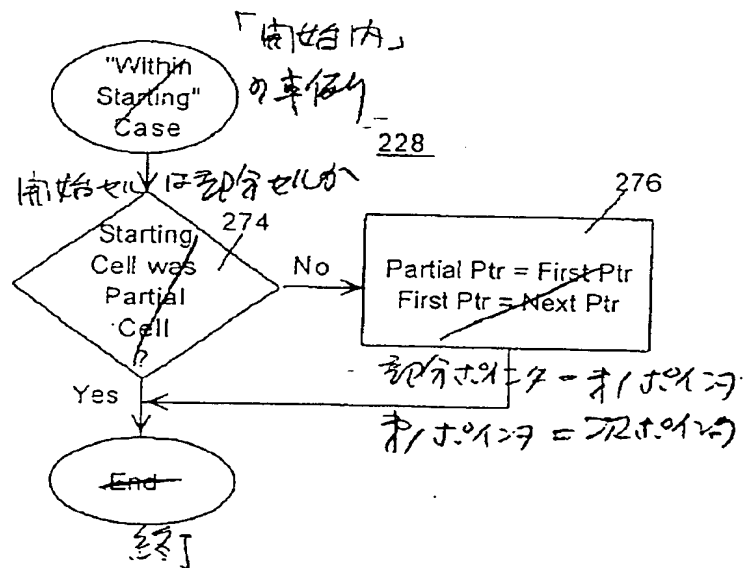 「開始内」
の事例
"Within
Starting"
Case
228
開始セルは部分セルか
276
274
Starting
Cell was
Partial
Cell
?
No
Partial Ptr = First Ptr
First Ptr = Next Ptr
部分ポインタ = 第1ポインタ
第1ポインタ = 次ポインタ
Yes
End
終了